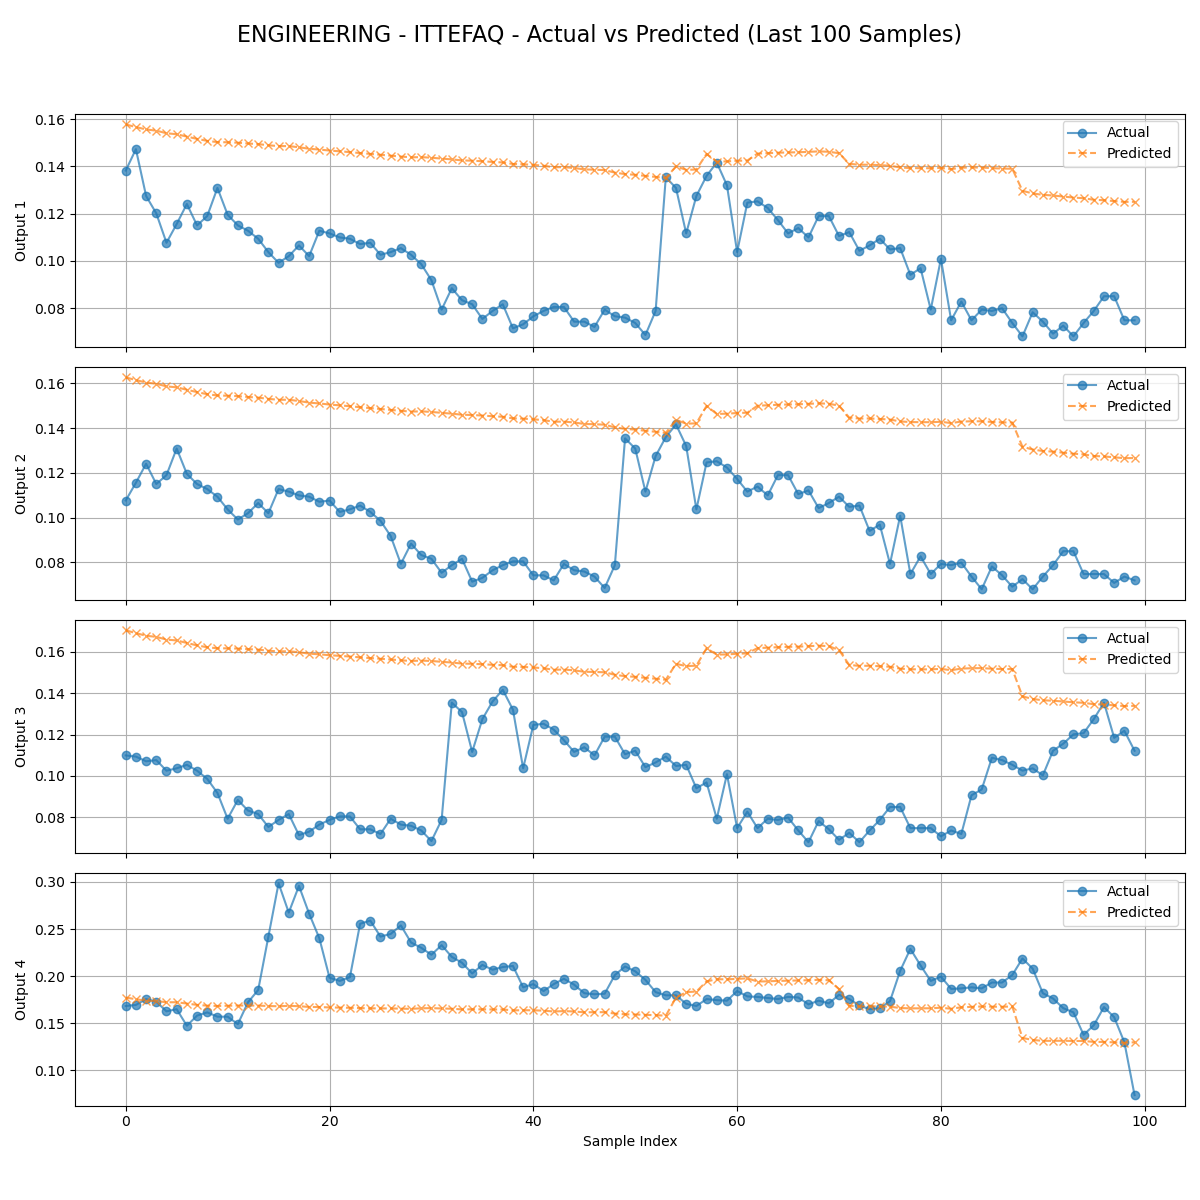 ENGINEERING - ITTEFAQ - Actual vs Predicted (Last 100 Samples)
0.16
0.14
0.12
0.10
0.08
Output 1
Actual
Predicted
0.16
0.14
0.12
0.10
0.08
Output 2
Actual
Predicted
0.16
0.14
0.12
0.10
0.08
Output 3
Actual
Predicted
0.30
0.25
0.20
0.15
0.10
Output 4
Actual
Predicted
0 20 40 60 80 100
Sample Index